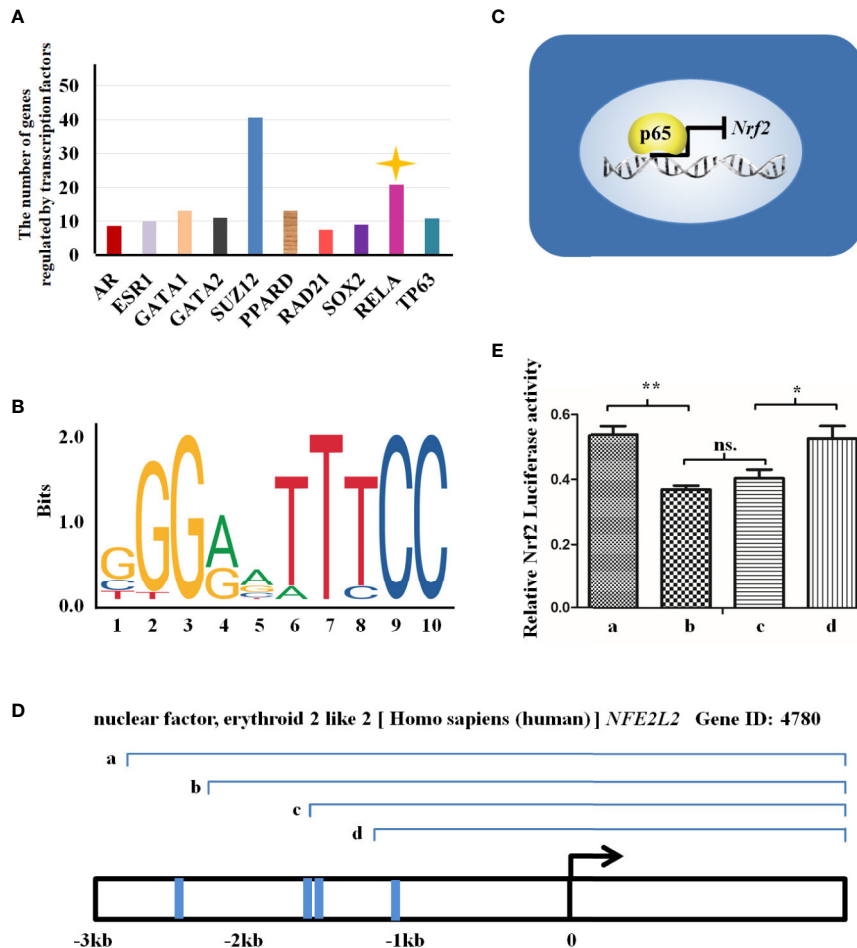 A
The number of genes
regulated by transcription factors
50
40
30
20
10
0
AR
ESR1
GATA1
GATA2
SUZ12
PPARD
RAD21
SOX2
RELA
TP63
B
Bits
2.0
1.0
0.0
G G G A A T T T C C
C G G A C
T T C
T
1 2 3 4 5 6 7 8 9 10
C
p65
Nrf2
E
Relative Nrf2 Luciferase activity
0.6
0.4
0.2
0.0
**
ns.
*
a b c d
D
nuclear factor, erythroid 2 like 2 [ Homo sapiens (human) ] NFE2L2 Gene ID: 4780
a
b
c
d
-3kb -2kb -1kb 0